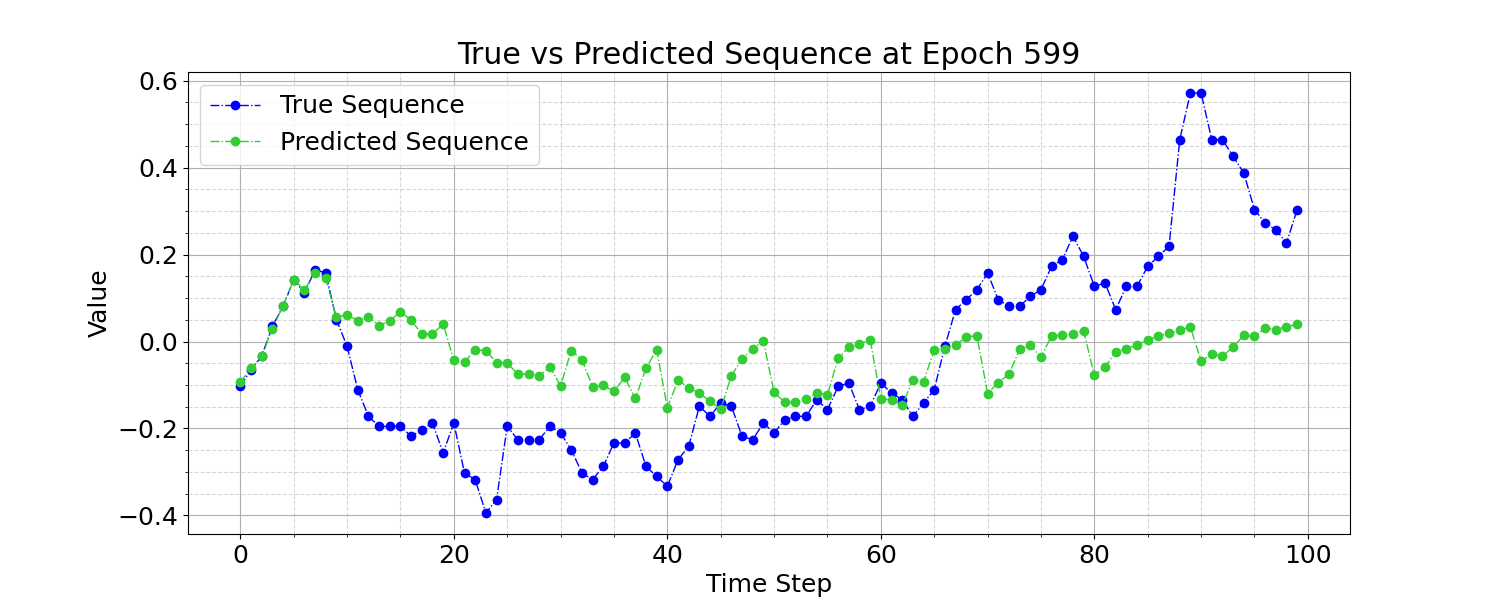 True vs Predicted Sequence at Epoch 599
True Sequence
Predicted Sequence
Value
0.6
0.4
0.2
0.0
−0.2
−0.4
0 20 40 60 80 100
Time Step